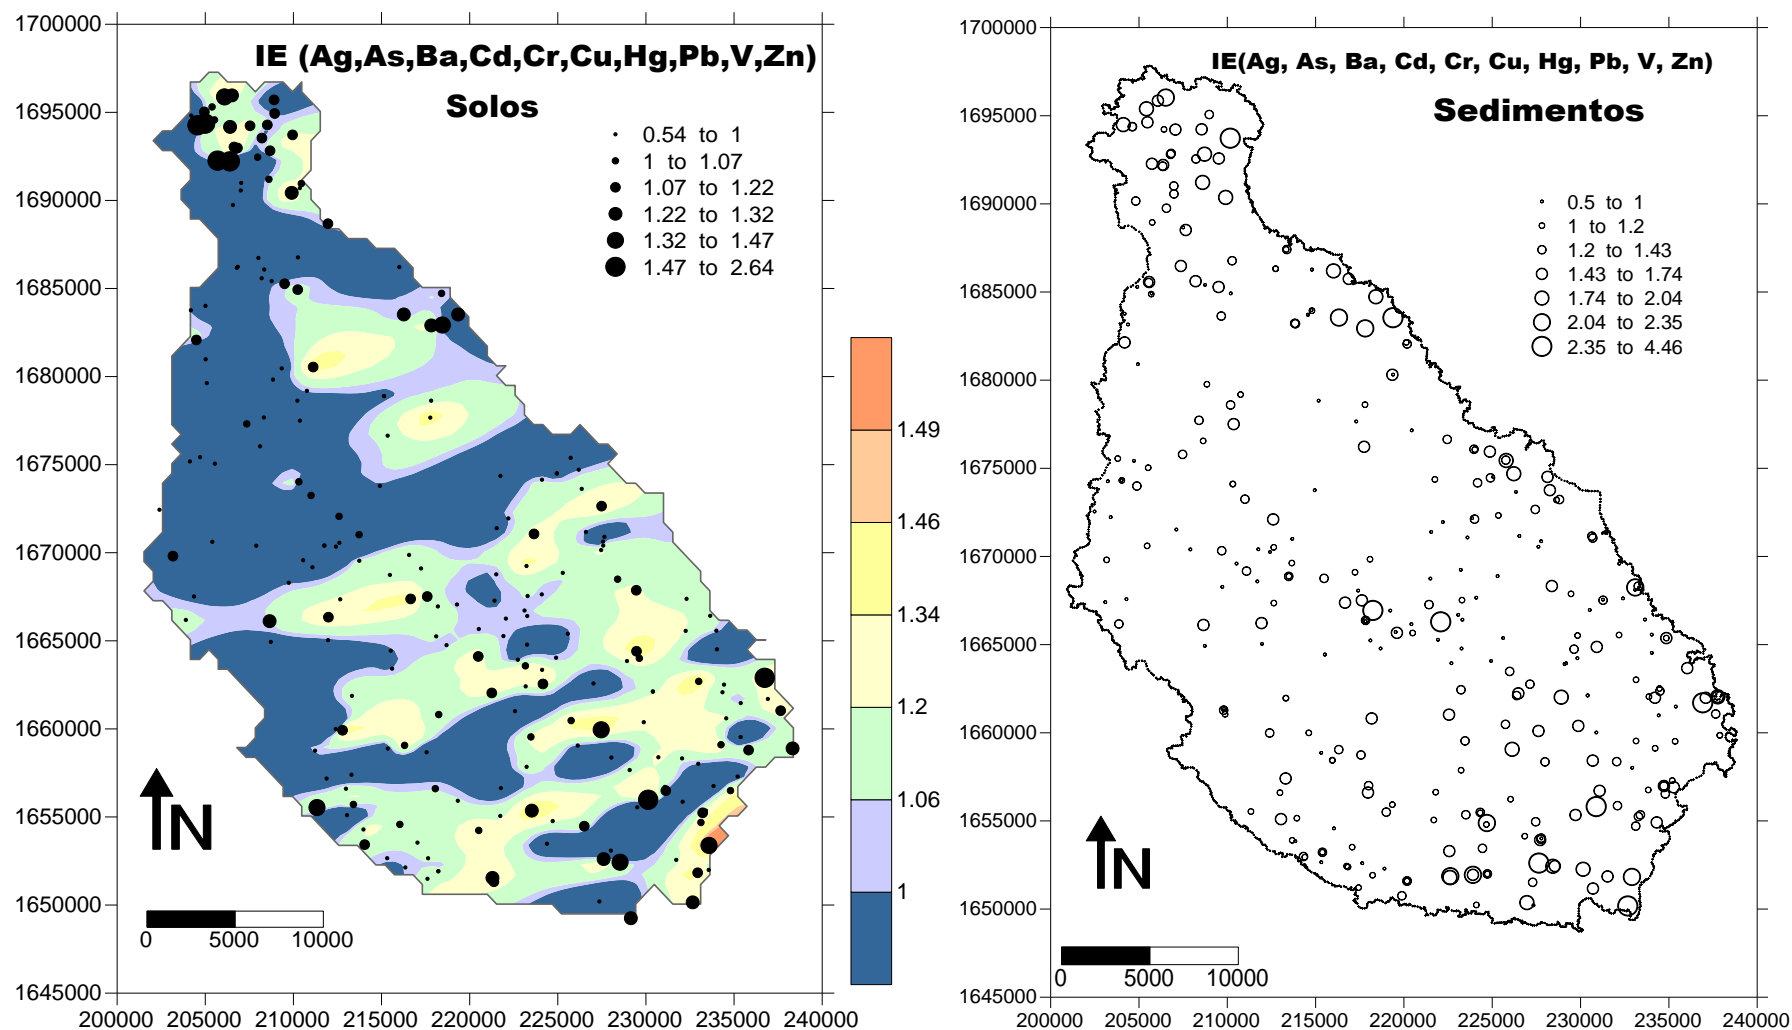 IE (Ag,As,Ba,Cd,Cr,Cu,Hg,Pb,V,Zn)
Solos
0.54 to 1
1 to 1.07
1.07 to 1.22
1.22 to 1.32
1.32 to 1.47
1.47 to 2.64
1700000
1695000
1690000
1685000
1680000
1675000
1670000
1665000
1660000
1655000
1650000
1645000
200000 205000 210000 215000 220000 225000 230000 235000 240000
N
0 5000 10000
1.49
1.46
1.34
1.2
1.06
1
IE(Ag, As, Ba, Cd, Cr, Cu, Hg, Pb, V, Zn)
Sedimentos
0.5 to 1
1 to 1.2
1.2 to 1.43
1.43 to 1.74
1.74 to 2.04
2.04 to 2.35
2.35 to 4.46
1700000
1695000
1690000
1685000
1680000
1675000
1670000
1665000
1660000
1655000
1650000
1645000
N
0 5000 10000
200000 205000 210000 215000 220000 225000 230000 235000 240000